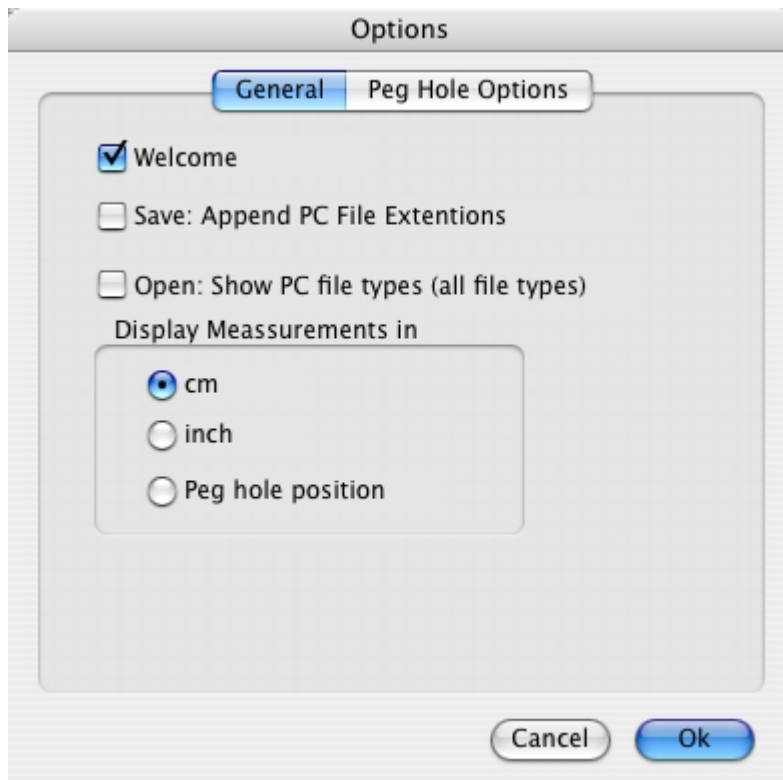 Options
General Peg Hole Options
Welcome
Save: Append PC File Extentions
Open: Show PC file types (all file types)
Display Meassurements in
cm
inch
Peg hole position
Cancel Ok